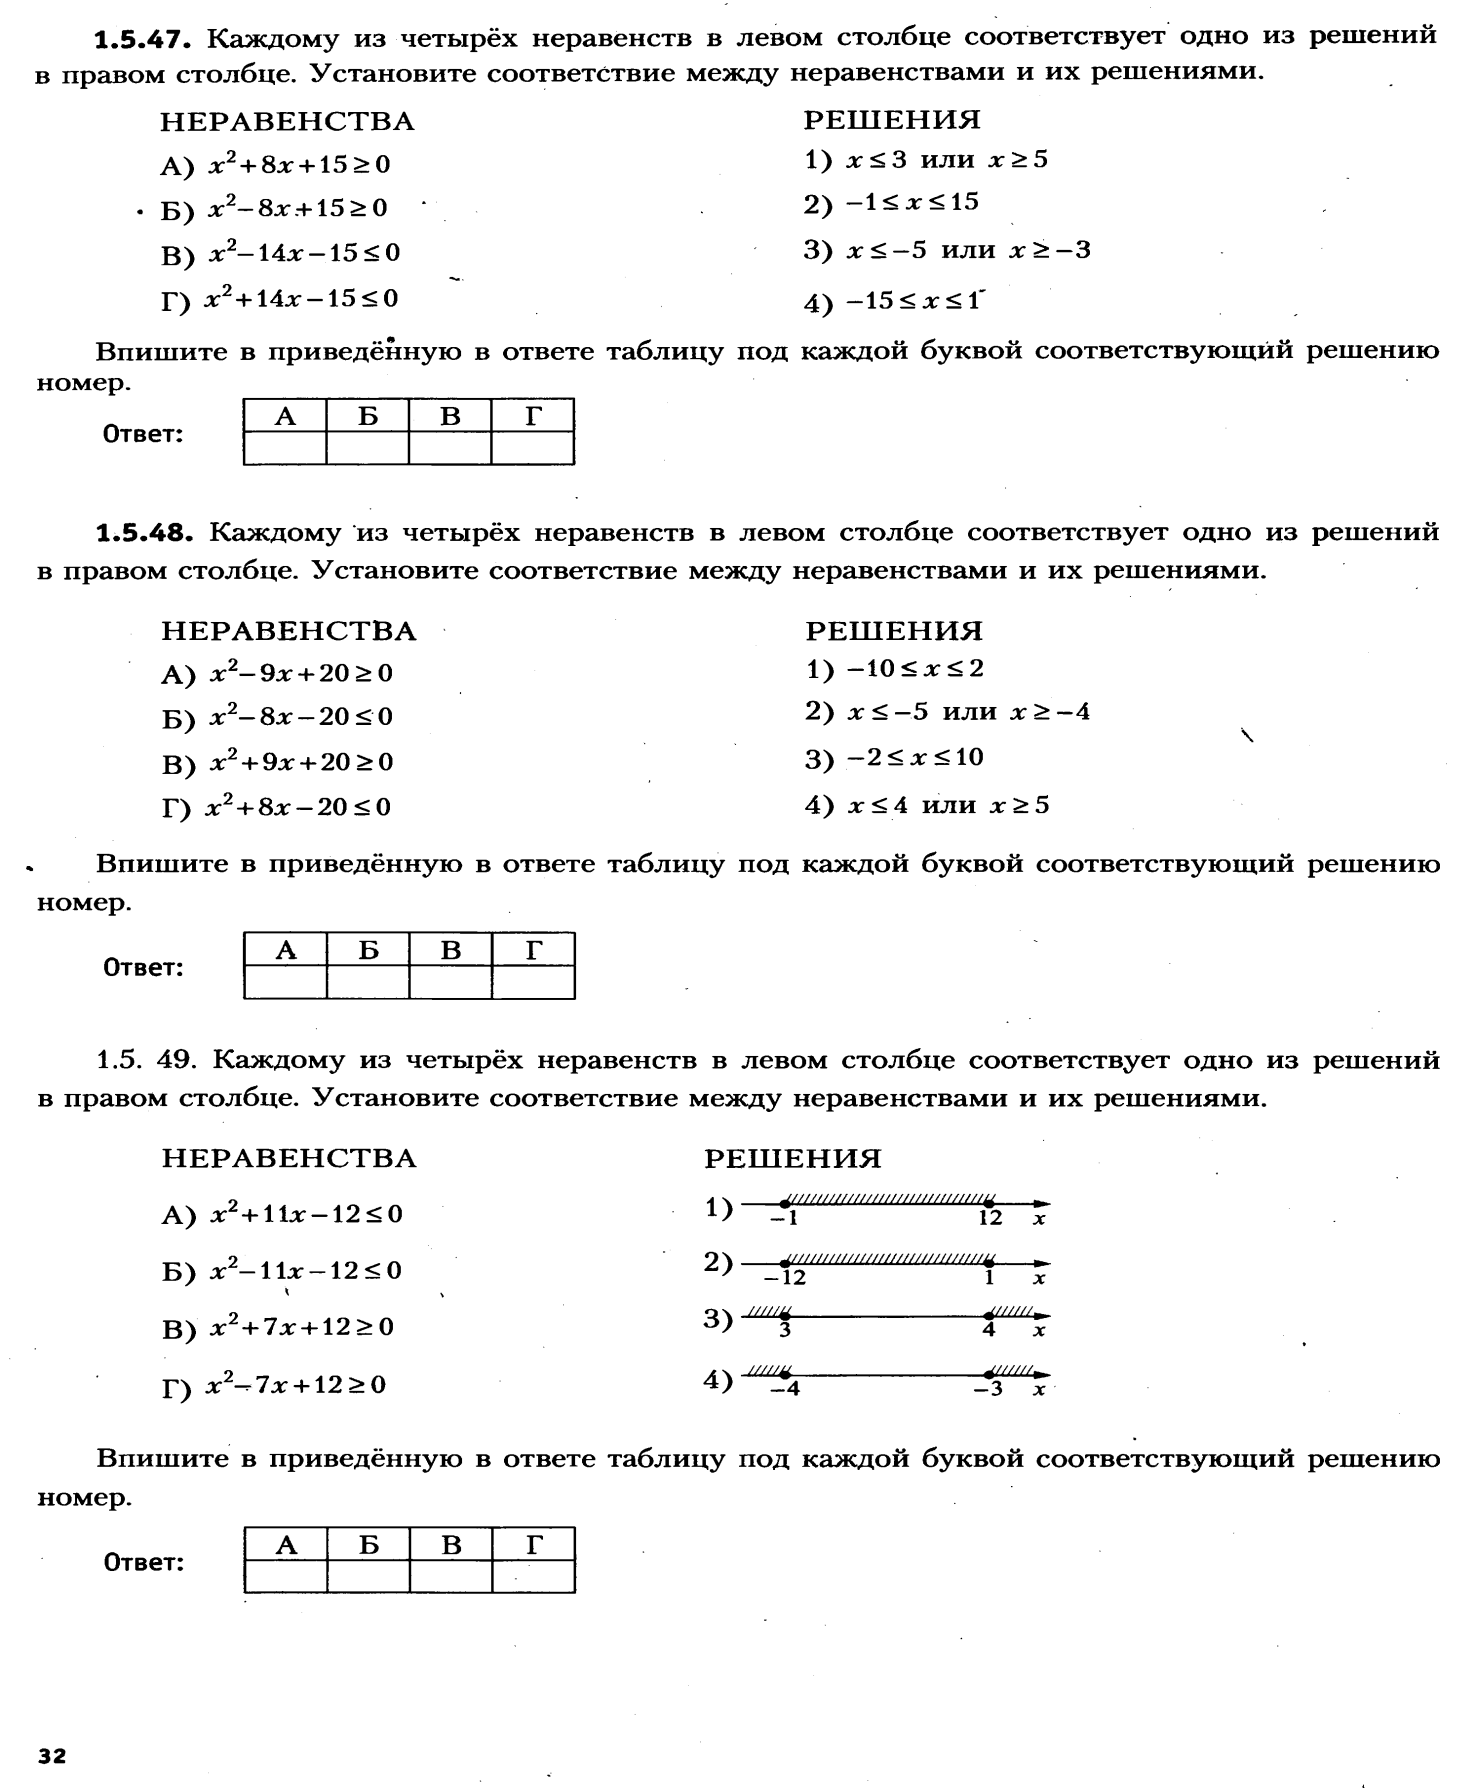 1.5.47. Каждому из четырёх неравенств в левом столбце соответствует одно из решений
в правом столбце. Установите соответствие между неравенствами и их решениями.
НЕРАВЕНСТВА РЕШЕНИЯ
А) x²+8x+15≥0 1) x≤3 или x≥5
Б) x²–8x+15≥0 2) –1≤x≤15
В) x²–14x–15≤0 3) x≤–5 или x≥–3
Г) x²+14x–15≤0 4) –15≤x≤1
Впишите в приведённую в ответе таблицу под каждой буквой соответствующий решению
номер.
Ответ: А Б В Г
1.5.48. Каждому из четырёх неравенств в левом столбце соответствует одно из решений
в правом столбце. Установите соответствие между неравенствами и их решениями.
НЕРАВЕНСТВА РЕШЕНИЯ
А) x²–9x+20≥0 1) –10≤x≤2
Б) x²–8x–20≤0 2) x≤–5 или x≥–4
В) x²+9x+20≥0 3) –2≤x≤10
Г) x²+8x–20≤0 4) x≤4 или x≥5
Впишите в приведённую в ответе таблицу под каждой буквой соответствующий решению
номер.
Ответ: А Б В Г
1.5. 49. Каждому из четырёх неравенств в левом столбце соответствует одно из решений
в правом столбце. Установите соответствие между неравенствами и их решениями.
НЕРАВЕНСТВА РЕШЕНИЯ
А) x²+11x–12≤0 1) –1 12 x
Б) x²–11x–12≤0 2) –12 1 x
В) x²+7x+12≥0 3) 3 4 x
Г) x²–7x+12≥0 4) –4 –3 x
Впишите в приведённую в ответе таблицу под каждой буквой соответствующий решению
номер.
Ответ: А Б В Г
32